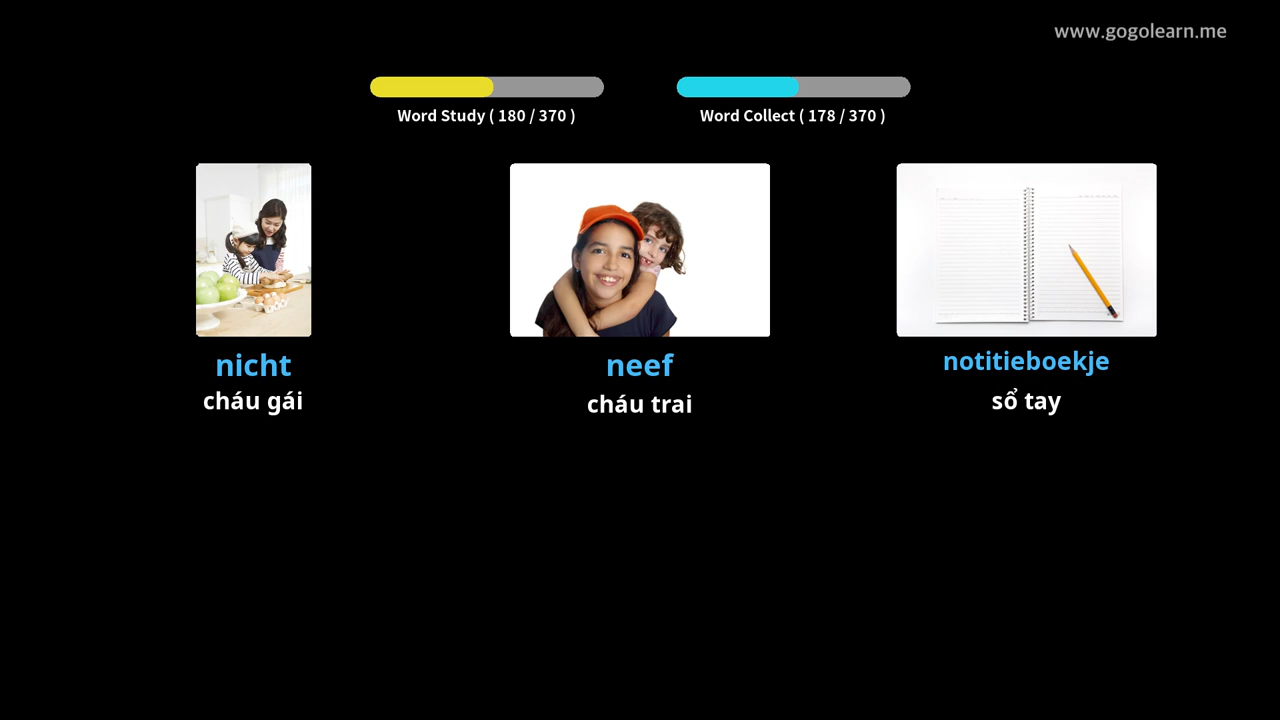 www.gogolearn.me
Word Study ( 180 / 370 )
Word Collect ( 178 / 370 )
nicht
cháu gái
neef
cháu trai
notitieboekje
sổ tay